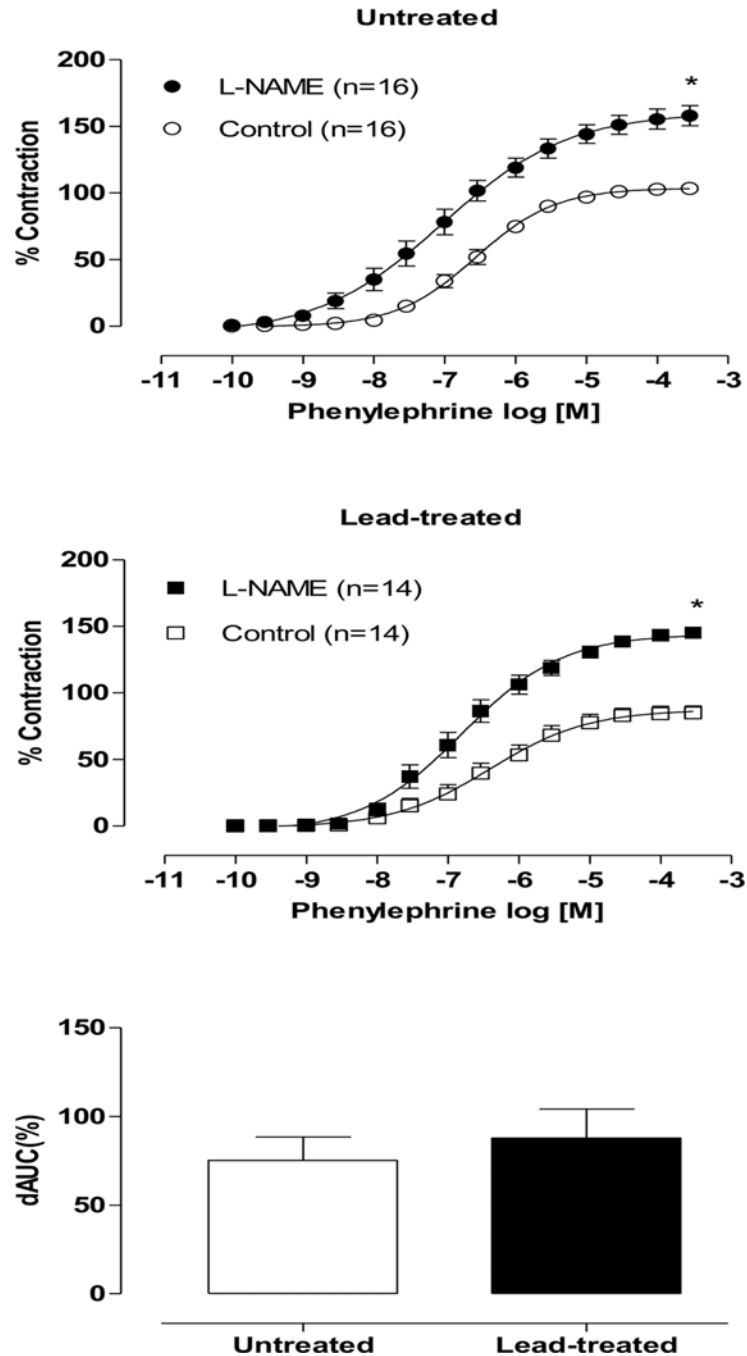 Untreated
200
150
100
50
0
% Contraction
L-NAME (n=16)
Control (n=16)
*
-11 -10 -9 -8 -7 -6 -5 -4 -3
Phenylephrine log [M]
Lead-treated
200
150
100
50
0
% Contraction
L-NAME (n=14)
Control (n=14)
*
-11 -10 -9 -8 -7 -6 -5 -4 -3
Phenylephrine log [M]
150
100
50
0
dAUC(%)
Untreated Lead-treated